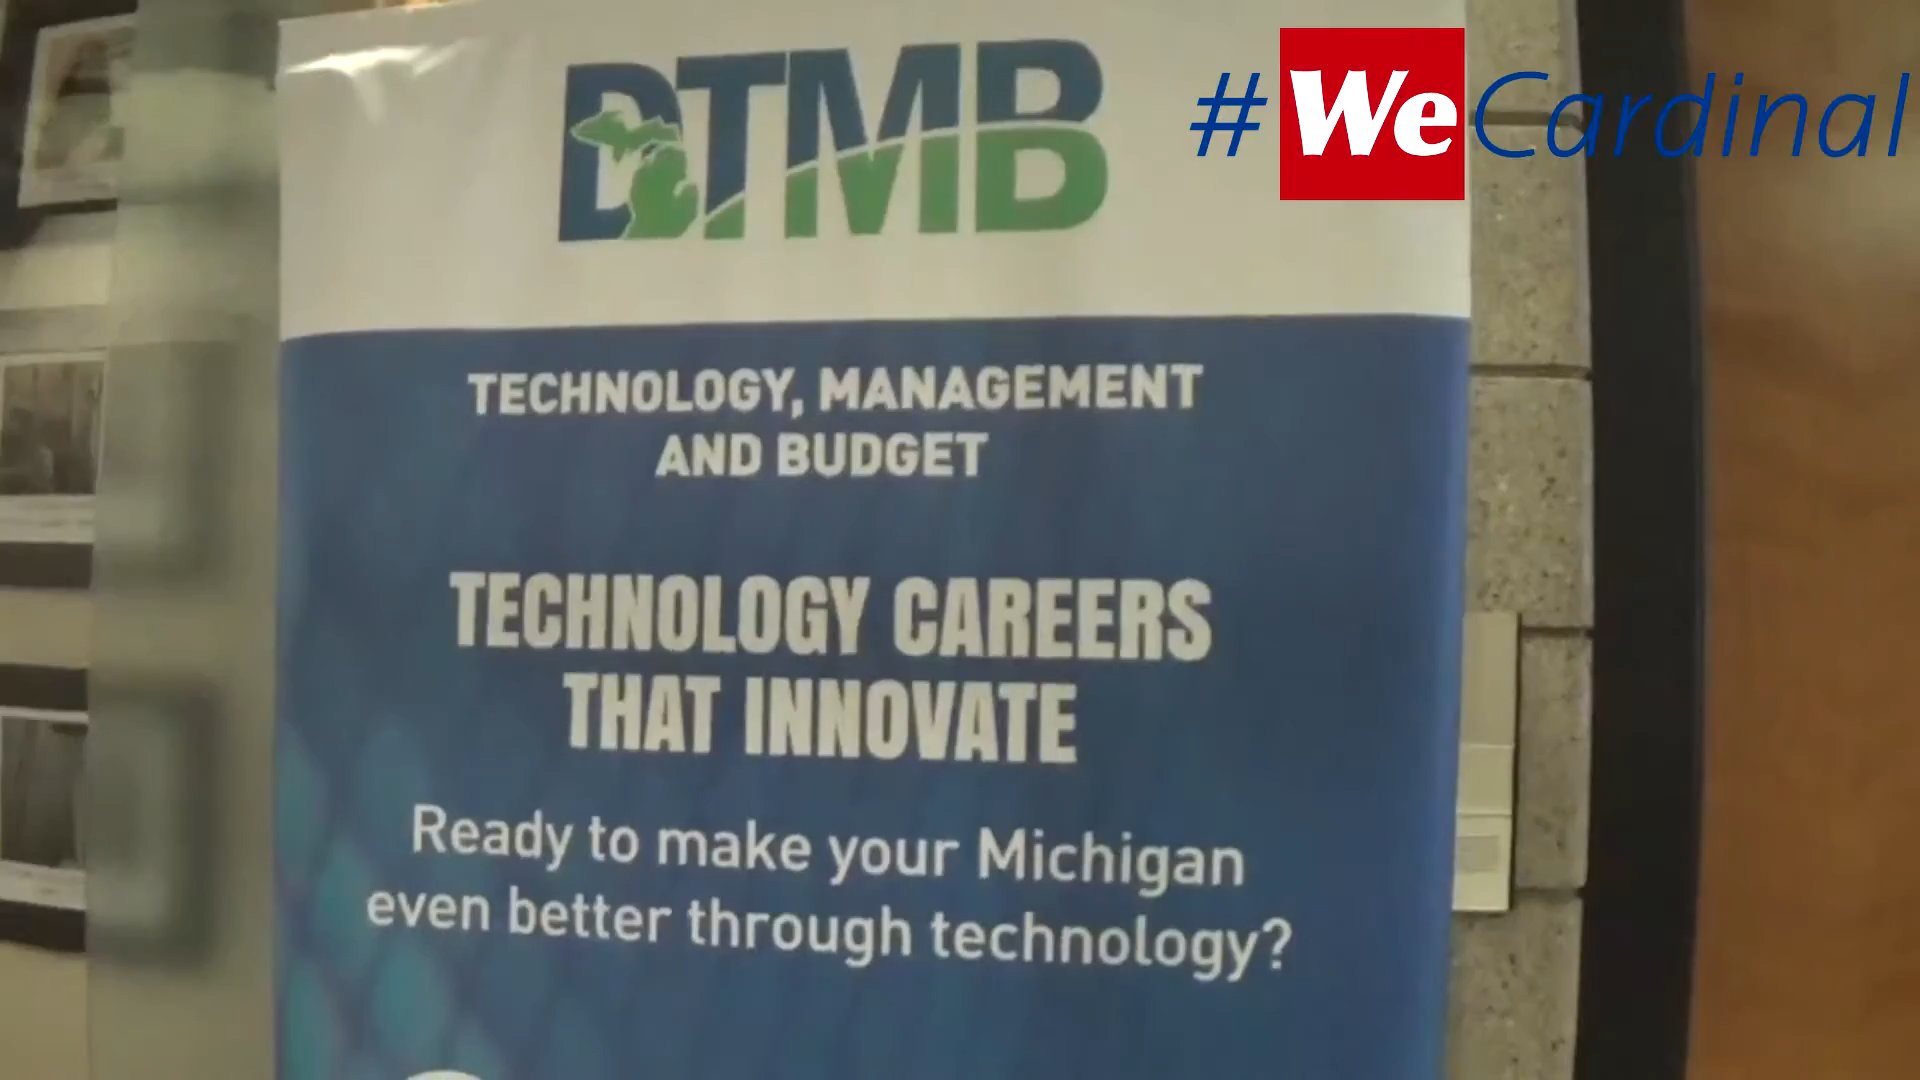 DTMB
#WeCardinal
TECHNOLOGY, MANAGEMENT
AND BUDGET
TECHNOLOGY CAREERS
THAT INNOVATE
Ready to make your Michigan
even better through technology?